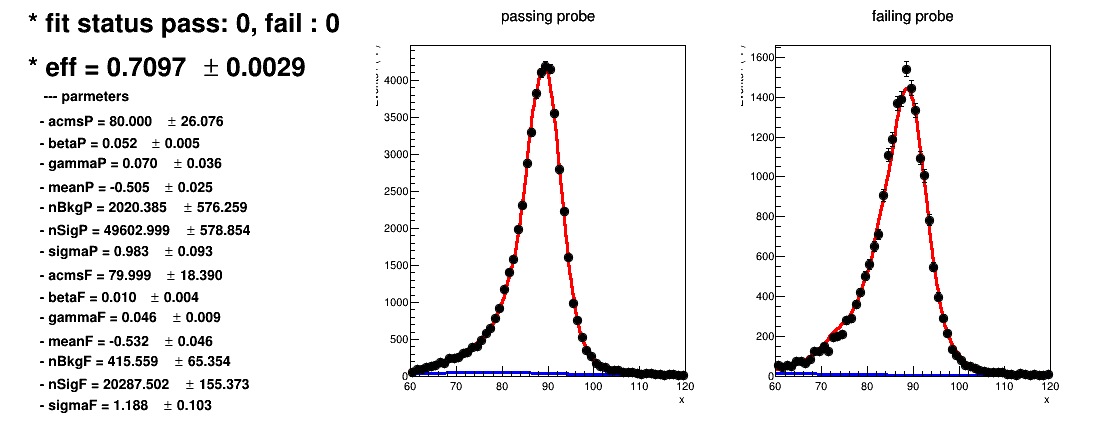 * fit status pass: 0, fail : 0
* eff = 0.7097 ± 0.0029
--- parmeters
- acmsP = 80.000 ± 26.076
- betaP = 0.052 ± 0.005
- gammaP = 0.070 ± 0.036
- meanP = -0.505 ± 0.025
- nBkgP = 2020.385 ± 576.259
- nSigP = 49602.999 ± 578.854
- sigmaP = 0.983 ± 0.093
- acmsF = 79.999 ± 18.390
- betaF = 0.010 ± 0.004
- gammaF = 0.046 ± 0.009
- meanF = -0.532 ± 0.046
- nBkgF = 415.559 ± 65.354
- nSigF = 20287.502 ± 155.373
- sigmaF = 1.188 ± 0.103
passing probe
4000
3500
3000
2500
2000
1500
1000
500
0
60 70 80 90 100 110 120
x
failing probe
1600
1400
1200
1000
800
600
400
200
0
60 70 80 90 100 110 120
x